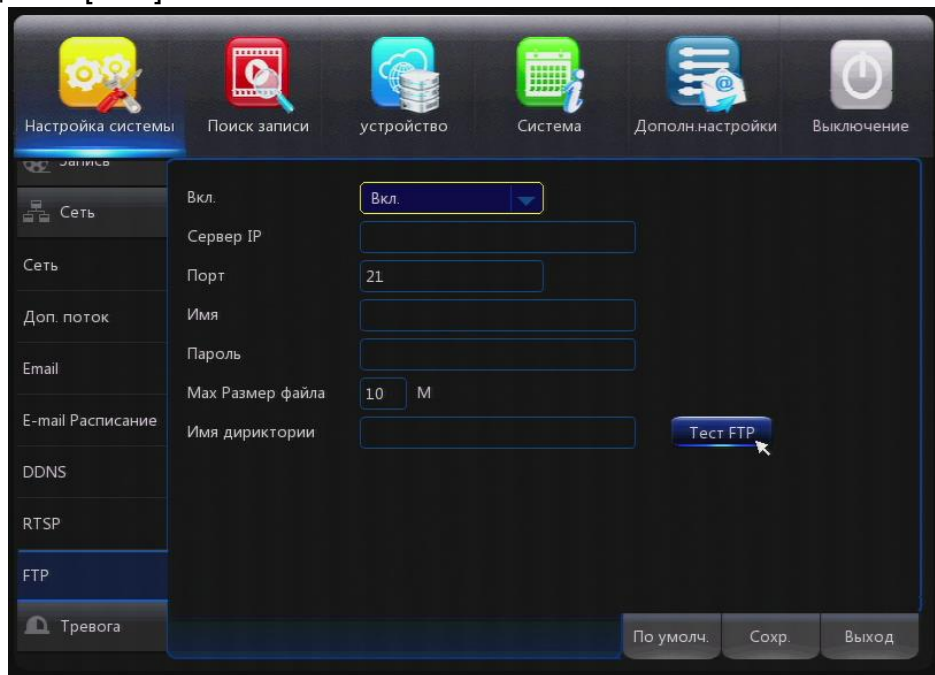 Настройка системы Поиск записи устройство Система Дополн.настройки Выключение
Запись
Сеть
Сеть
Доп. поток
Email
E-mail Расписание
DDNS
RTSP
FTP
Тревога
Вкл. Вкл.
Сервер IP
Порт 21
Имя
Пароль
Мах Размер файла 10 М
Имя дириктории Тест FTP
По умолч. Сохр. Выход